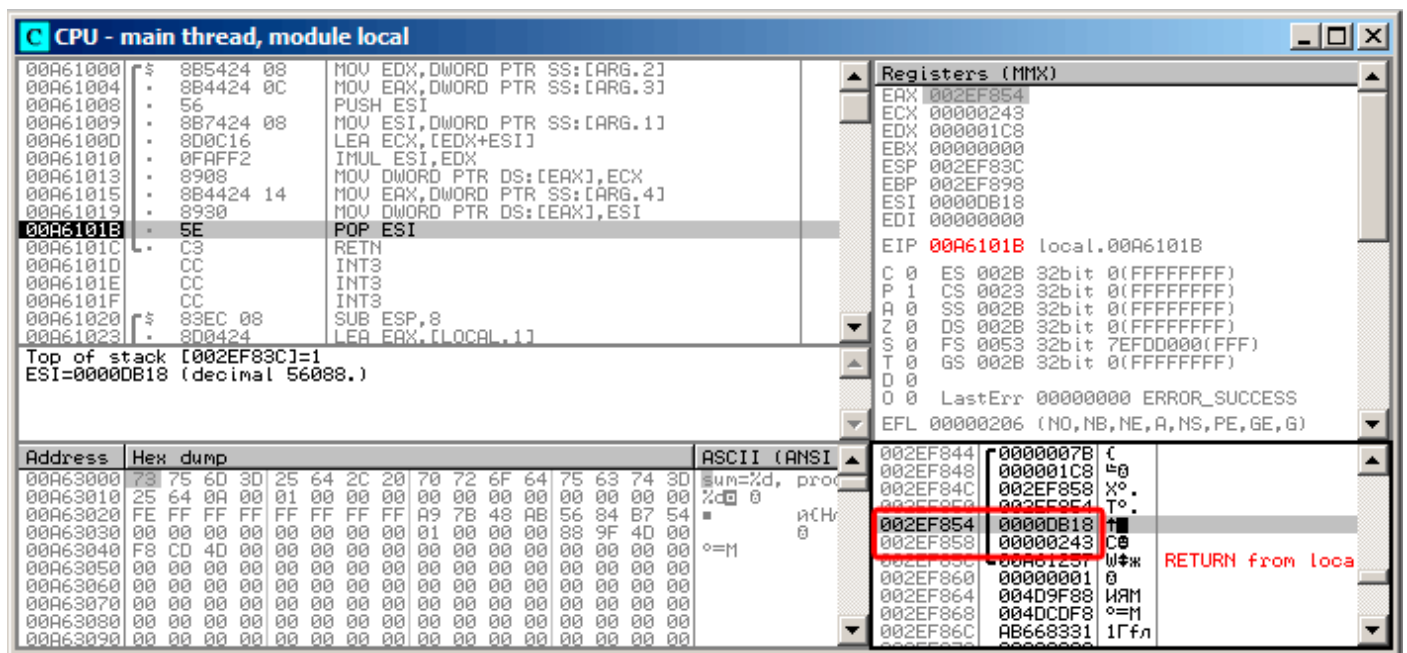 CPU - main thread, module local
00A61000 8B5424 08 MOV EDX,DWORD PTR SS:[ARG.2]
00A61004 8B4424 0C MOV EAX,DWORD PTR SS:[ARG.3]
00A61008 56 PUSH ESI
00A61009 8B7424 08 MOV ESI,DWORD PTR SS:[ARG.1]
00A6100D 8D0C16 LEA ECX,[EDX+ESI]
00A61010 0FAFF2 IMUL ESI,EDX
00A61013 8908 MOV DWORD PTR DS:[EAX],ECX
00A61015 8B4424 14 MOV EAX,DWORD PTR SS:[ARG.4]
00A61019 8930 MOV DWORD PTR DS:[EAX],ESI
00A6101B 5E POP ESI
00A6101C C3 RETN
00A6101D CC INT3
00A6101E CC INT3
00A6101F CC INT3
00A61020 83EC 08 SUB ESP,8
00A61023 8D0424 LEA EAX,[LOCAL.1]
Top of stack [002EF83C]=1
ESI=0000DB18 (decimal 56088.)
Registers (MMX)
EAX 002EF854
ECX 00000243
EDX 000001C8
EBX 00000000
ESP 002EF83C
EBP 002EF898
ESI 0000DB18
EDI 00000000
EIP 00A6101B local.00A6101B
C 0 ES 002B 32bit 0(FFFFFFFF)
P 1 CS 0023 32bit 0(FFFFFFFF)
A 0 SS 002B 32bit 0(FFFFFFFF)
Z 0 DS 002B 32bit 0(FFFFFFFF)
S 0 FS 0053 32bit 7EFDD000(FFF)
T 0 GS 002B 32bit 0(FFFFFFFF)
D 0
O 0 LastErr 00000000 ERROR_SUCCESS
EFL 00000206 (NO,NB,NE,A,NS,PE,GE,G)
Address Hex dump ASCII (ANSI
00A63000 73 75 6D 3D 25 64 2C 20 70 72 6F 64 75 63 74 3D sum=%d, proc
00A63010 25 64 0A 00 01 00 00 00 00 00 00 00 00 00 00 00 %d
00A63020 FE FF FF FF FF FF FF FF A9 7B 48 AB 56 84 B7 54
00A63030 00 00 00 00 00 00 00 00 01 00 00 00 88 9F 4D 00
00A63040 F8 CD 4D 00 00 00 00 00 00 00 00 00 00 00 00 00 °=M
00A63050 00 00 00 00 00 00 00 00 00 00 00 00 00 00 00 00
00A63060 00 00 00 00 00 00 00 00 00 00 00 00 00 00 00 00
00A63070 00 00 00 00 00 00 00 00 00 00 00 00 00 00 00 00
00A63080 00 00 00 00 00 00 00 00 00 00 00 00 00 00 00 00
00A63090 00 00 00 00 00 00 00 00 00 00 00 00 00 00 00 00
002EF844 0000007B {
002EF848 000001C8
002EF84C 002EF858 X°.
002EF854 T°.
002EF854 0000DB18
002EF858 00000243
00A61257 RETURN from loca
002EF860 00000001
002EF864 004D9F88 ИЯM
002EF868 004DCDF8 °=M
002EF86C AB668331 1Гfл